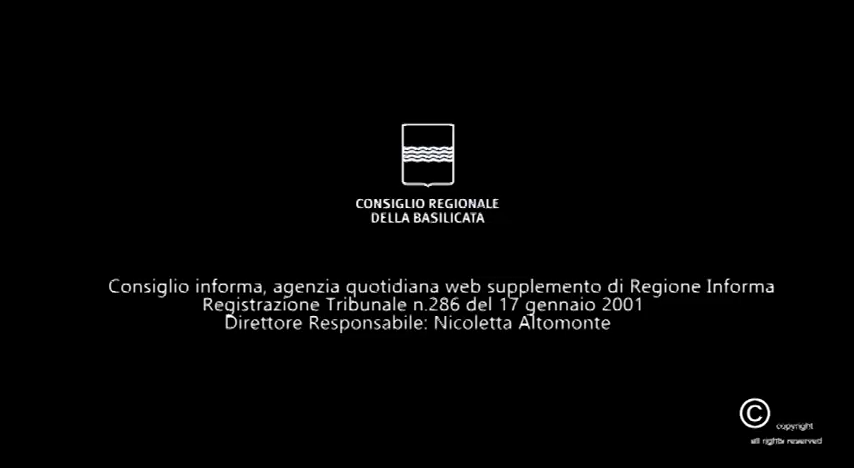 CONSIGLIO REGIONALE
DELLA BASILICATA
Consiglio informa, agenzia quotidiana web supplemento di Regione Informa
Registrazione Tribunale n.286 del 17 gennaio 2001
Direttore Responsabile: Nicoletta Altomonte
© copyright
all rights reserved